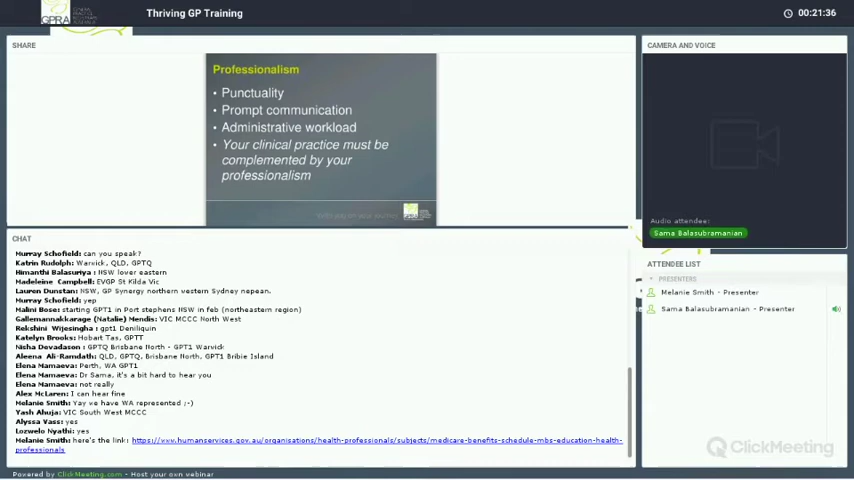 GPRA
Thriving GP Training
00:21:36
SHARE
Professionalism
• Punctuality
• Prompt communication
• Administrative workload
• Your clinical practice must be
complemented by your
professionalism
CHAT
Murray Schofield: can you speak?
Katrin Rudolph: Warwick, QLD, GPTQ
Himanthi Balasuriya : NSW lover eastern
Madeleine Campbell: EVGP St Kilda Vic
Lauren Dunstan: NSW, GP Synergy northern western Sydney nepean.
Murray Schofield: yep
Malini Bose: (starting GPT1 in Port stephens NSW in feb (northern eastern region)
Gallemannakkarage (Natalie) Mendis: VIC MCCC North West
Rekshini Wijesingha : gpt1 Deniliquin
Katelyn Brooks: Hobart Tas, GPTT
Nisha Devadason : GPTQ Brisbane North - GPT1 Warwick
Aleena Ali-Ramdath: QLD, GPTQ, Brisbane North, GPT1 Bribie Island
Elena Mamaeva: Perth, WA GPT1
Elena Mamaeva: Dr Sama, it's a bit hard to hear you
Elena Mamaeva: not really
Alex McLaren: I can hear fine
Melanie Smith: Yay we have WA represented ;-)
Yash Ahuja: VIC South West MCCC
Alyssa Vass: yes
Lozwelo Nyathi: yes
Melanie Smith: here's the link: https://www.humanservices.gov.au/organisations/health-professionals/subjects/medicare-benefits-schedule-mbs-education-health-
professionals
CAMERA AND VOICE
Audio attendee:
Sama Balasubramanian
ATTENDEE LIST
PRESENTERS
Melanie Smith - Presenter
Sama Balasubramanian - Presenter
ClickMeeting
Powered by ClickMeeting.com - Host your own webinar